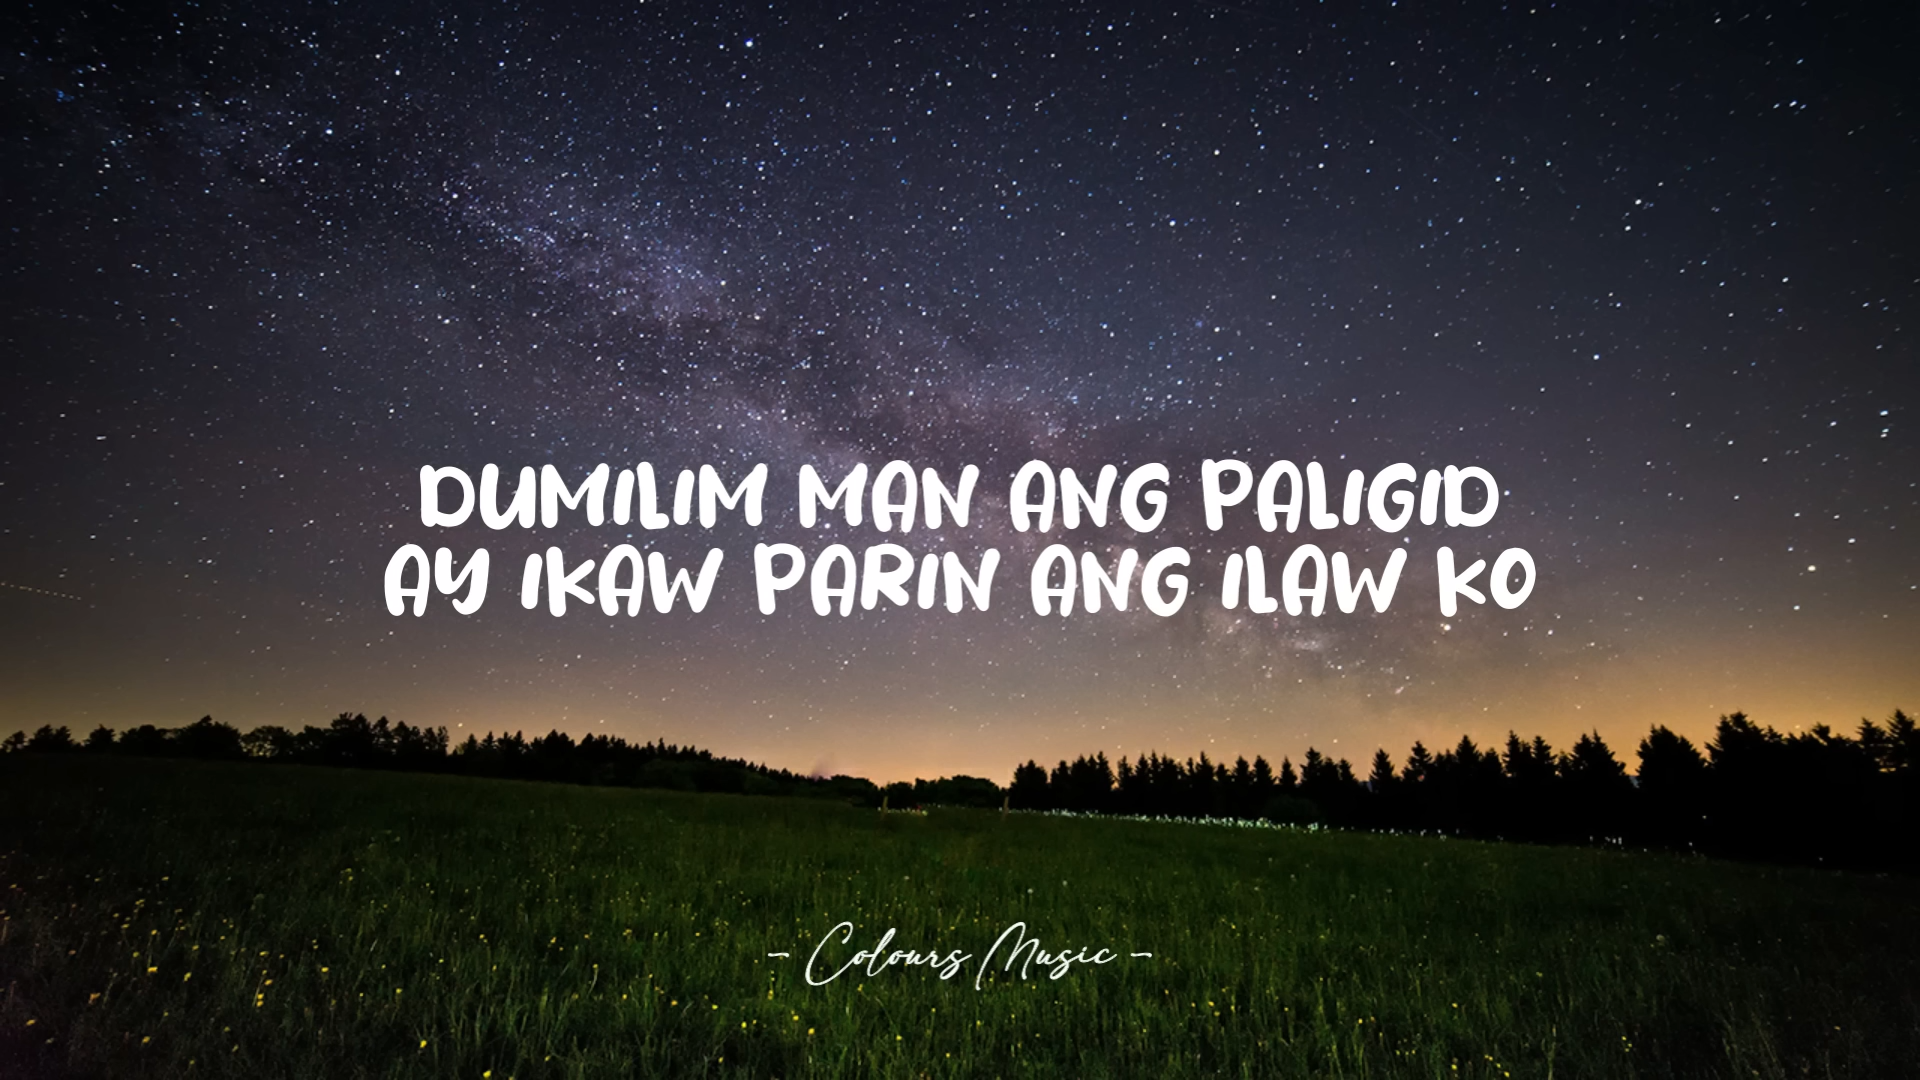 DUMILIM MAN ANG PALIGID
AY IKAW PARIN ANG ILAW KO
- Colours Music -